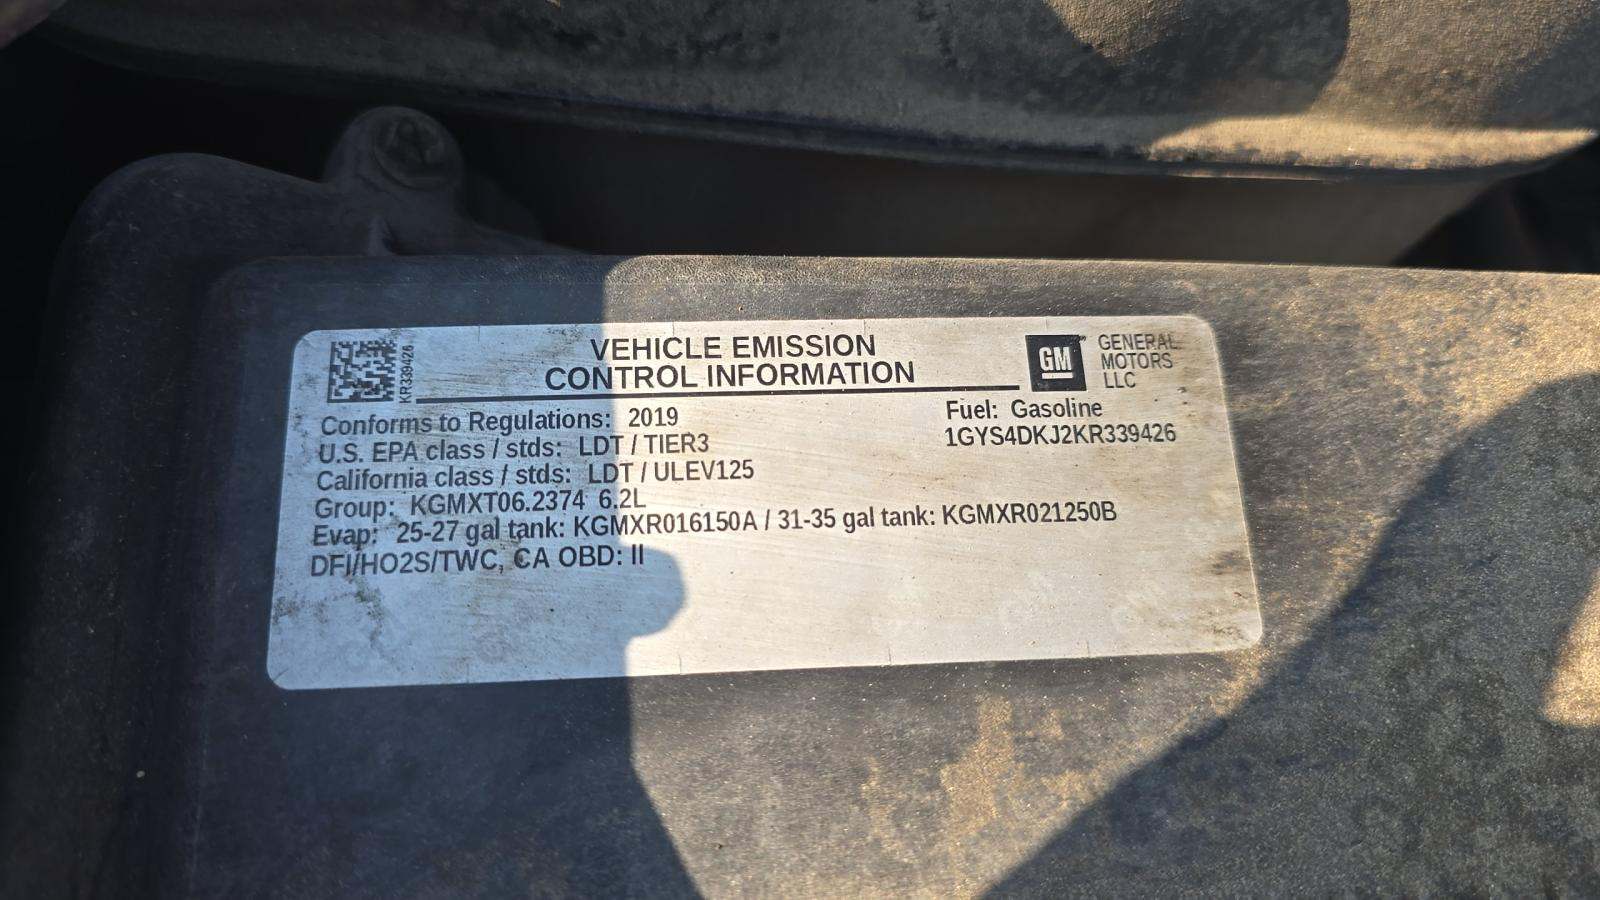 KR339426
VEHICLE EMISSION
CONTROL INFORMATION
GM
GENERAL
MOTORS
LLC
Conforms to Regulations: 2019
U.S. EPA class / stds: LDT / TIER3
California class / stds: LDT / ULEV125
Group: KGMXT06.2374 6.2L
Evap: 25-27 gal tank: KGMXR016150A / 31-35 gal tank: KGMXR021250B
DFI/HO2S/TWC, CA OBD: II
Fuel: Gasoline
1GYS4DKJ2KR339426